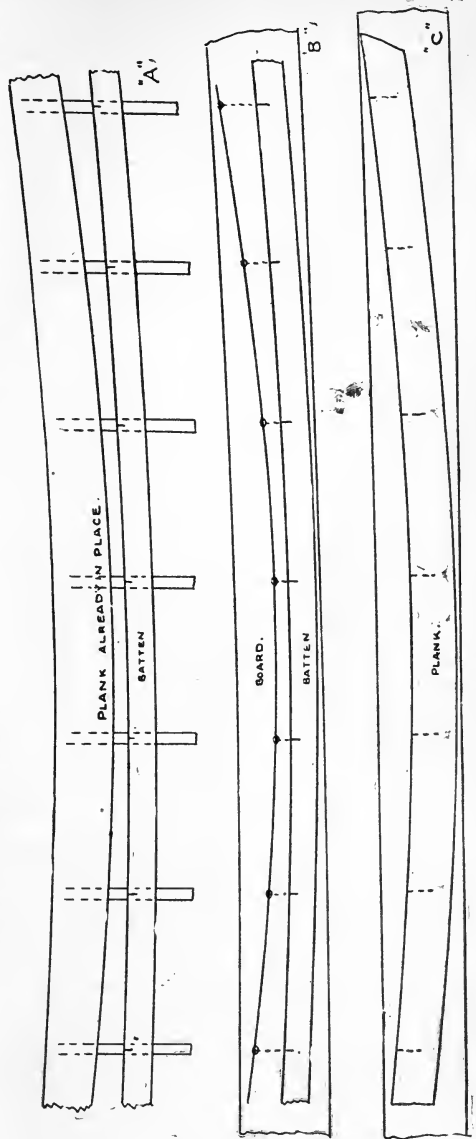 "A"
PLANK ALREADY IN PLACE.
BATTEN
"B"
BOARD.
BATTEN
"C"
PLANK.